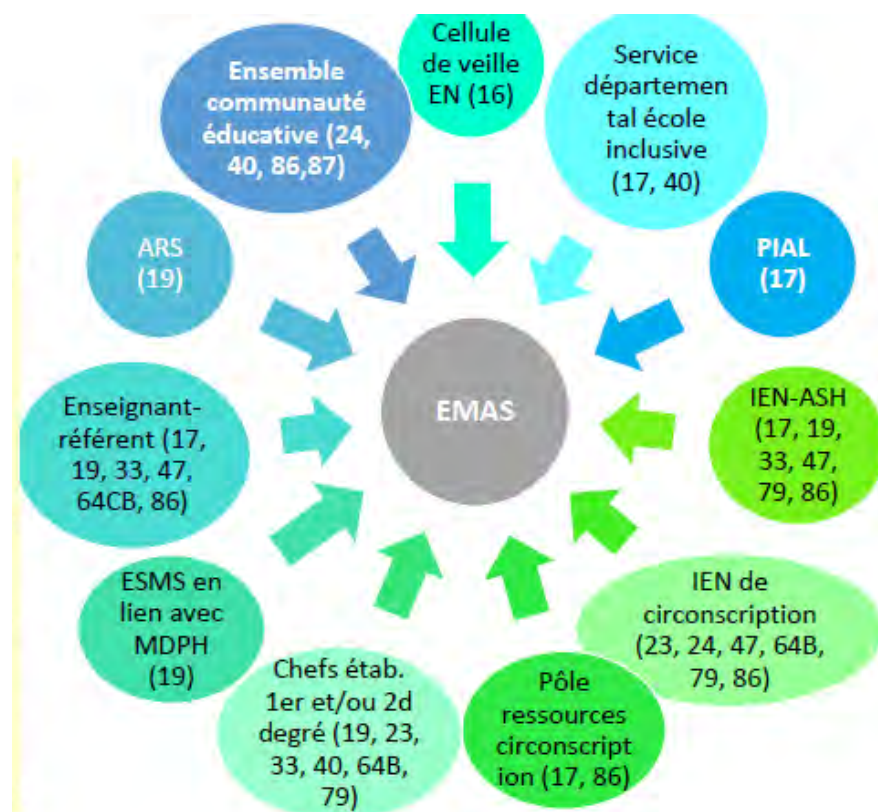 Cellule
de veille
EN (16)
Service
départemen
tal école
inclusive
(17, 40)
PIAL
(17)
IEN-ASH
(17, 19,
33, 47,
79, 86)
IEN de
circonscription
(23, 24, 47, 64B,
79, 86)
Pôle
ressources
circonscript
ion (17, 86)
Chefs étab.
1er et/ou 2d
degré (19, 23,
33, 40, 64B,
79)
ESMS en
lien avec
MDPH
(19)
Enseignant-
référent (17,
19, 33, 47,
64CB, 86)
ARS
(19)
Ensemble
communauté
éducative (24,
40, 86,87)
EMAS